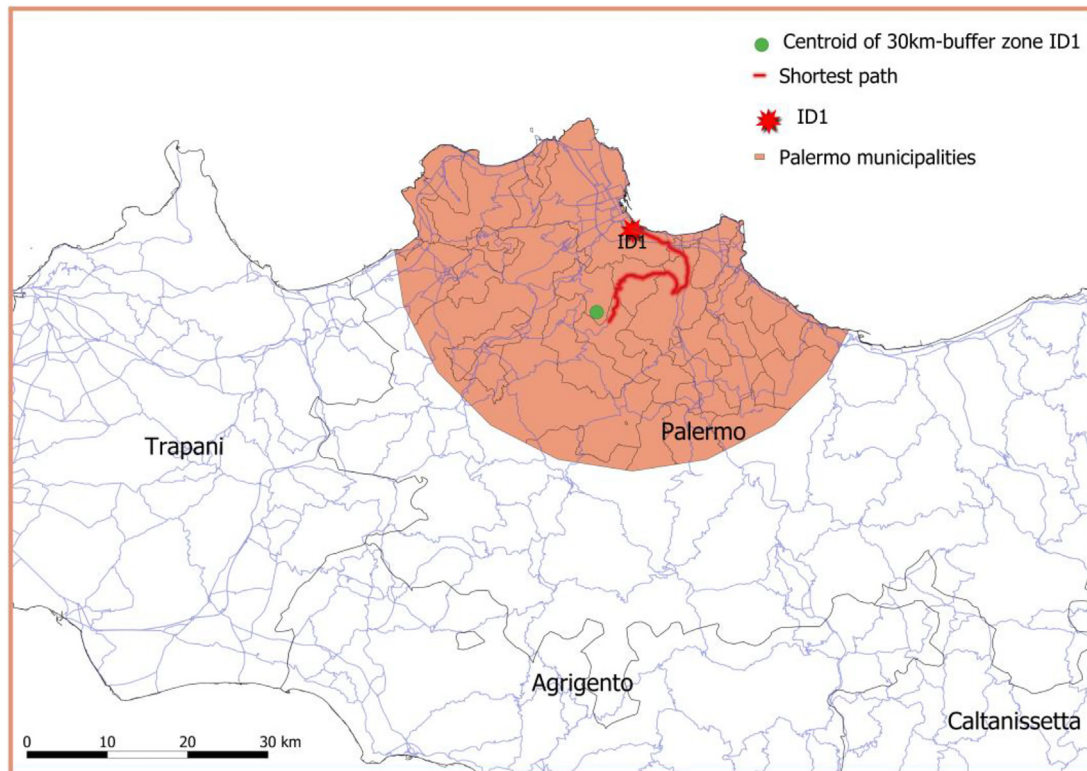 Centroid of 30km-buffer zone ID1
Shortest path
ID1
Palermo municipalities
ID1
Trapani
Palermo
Agrigento
Caltanissetta
0 10 20 30 km